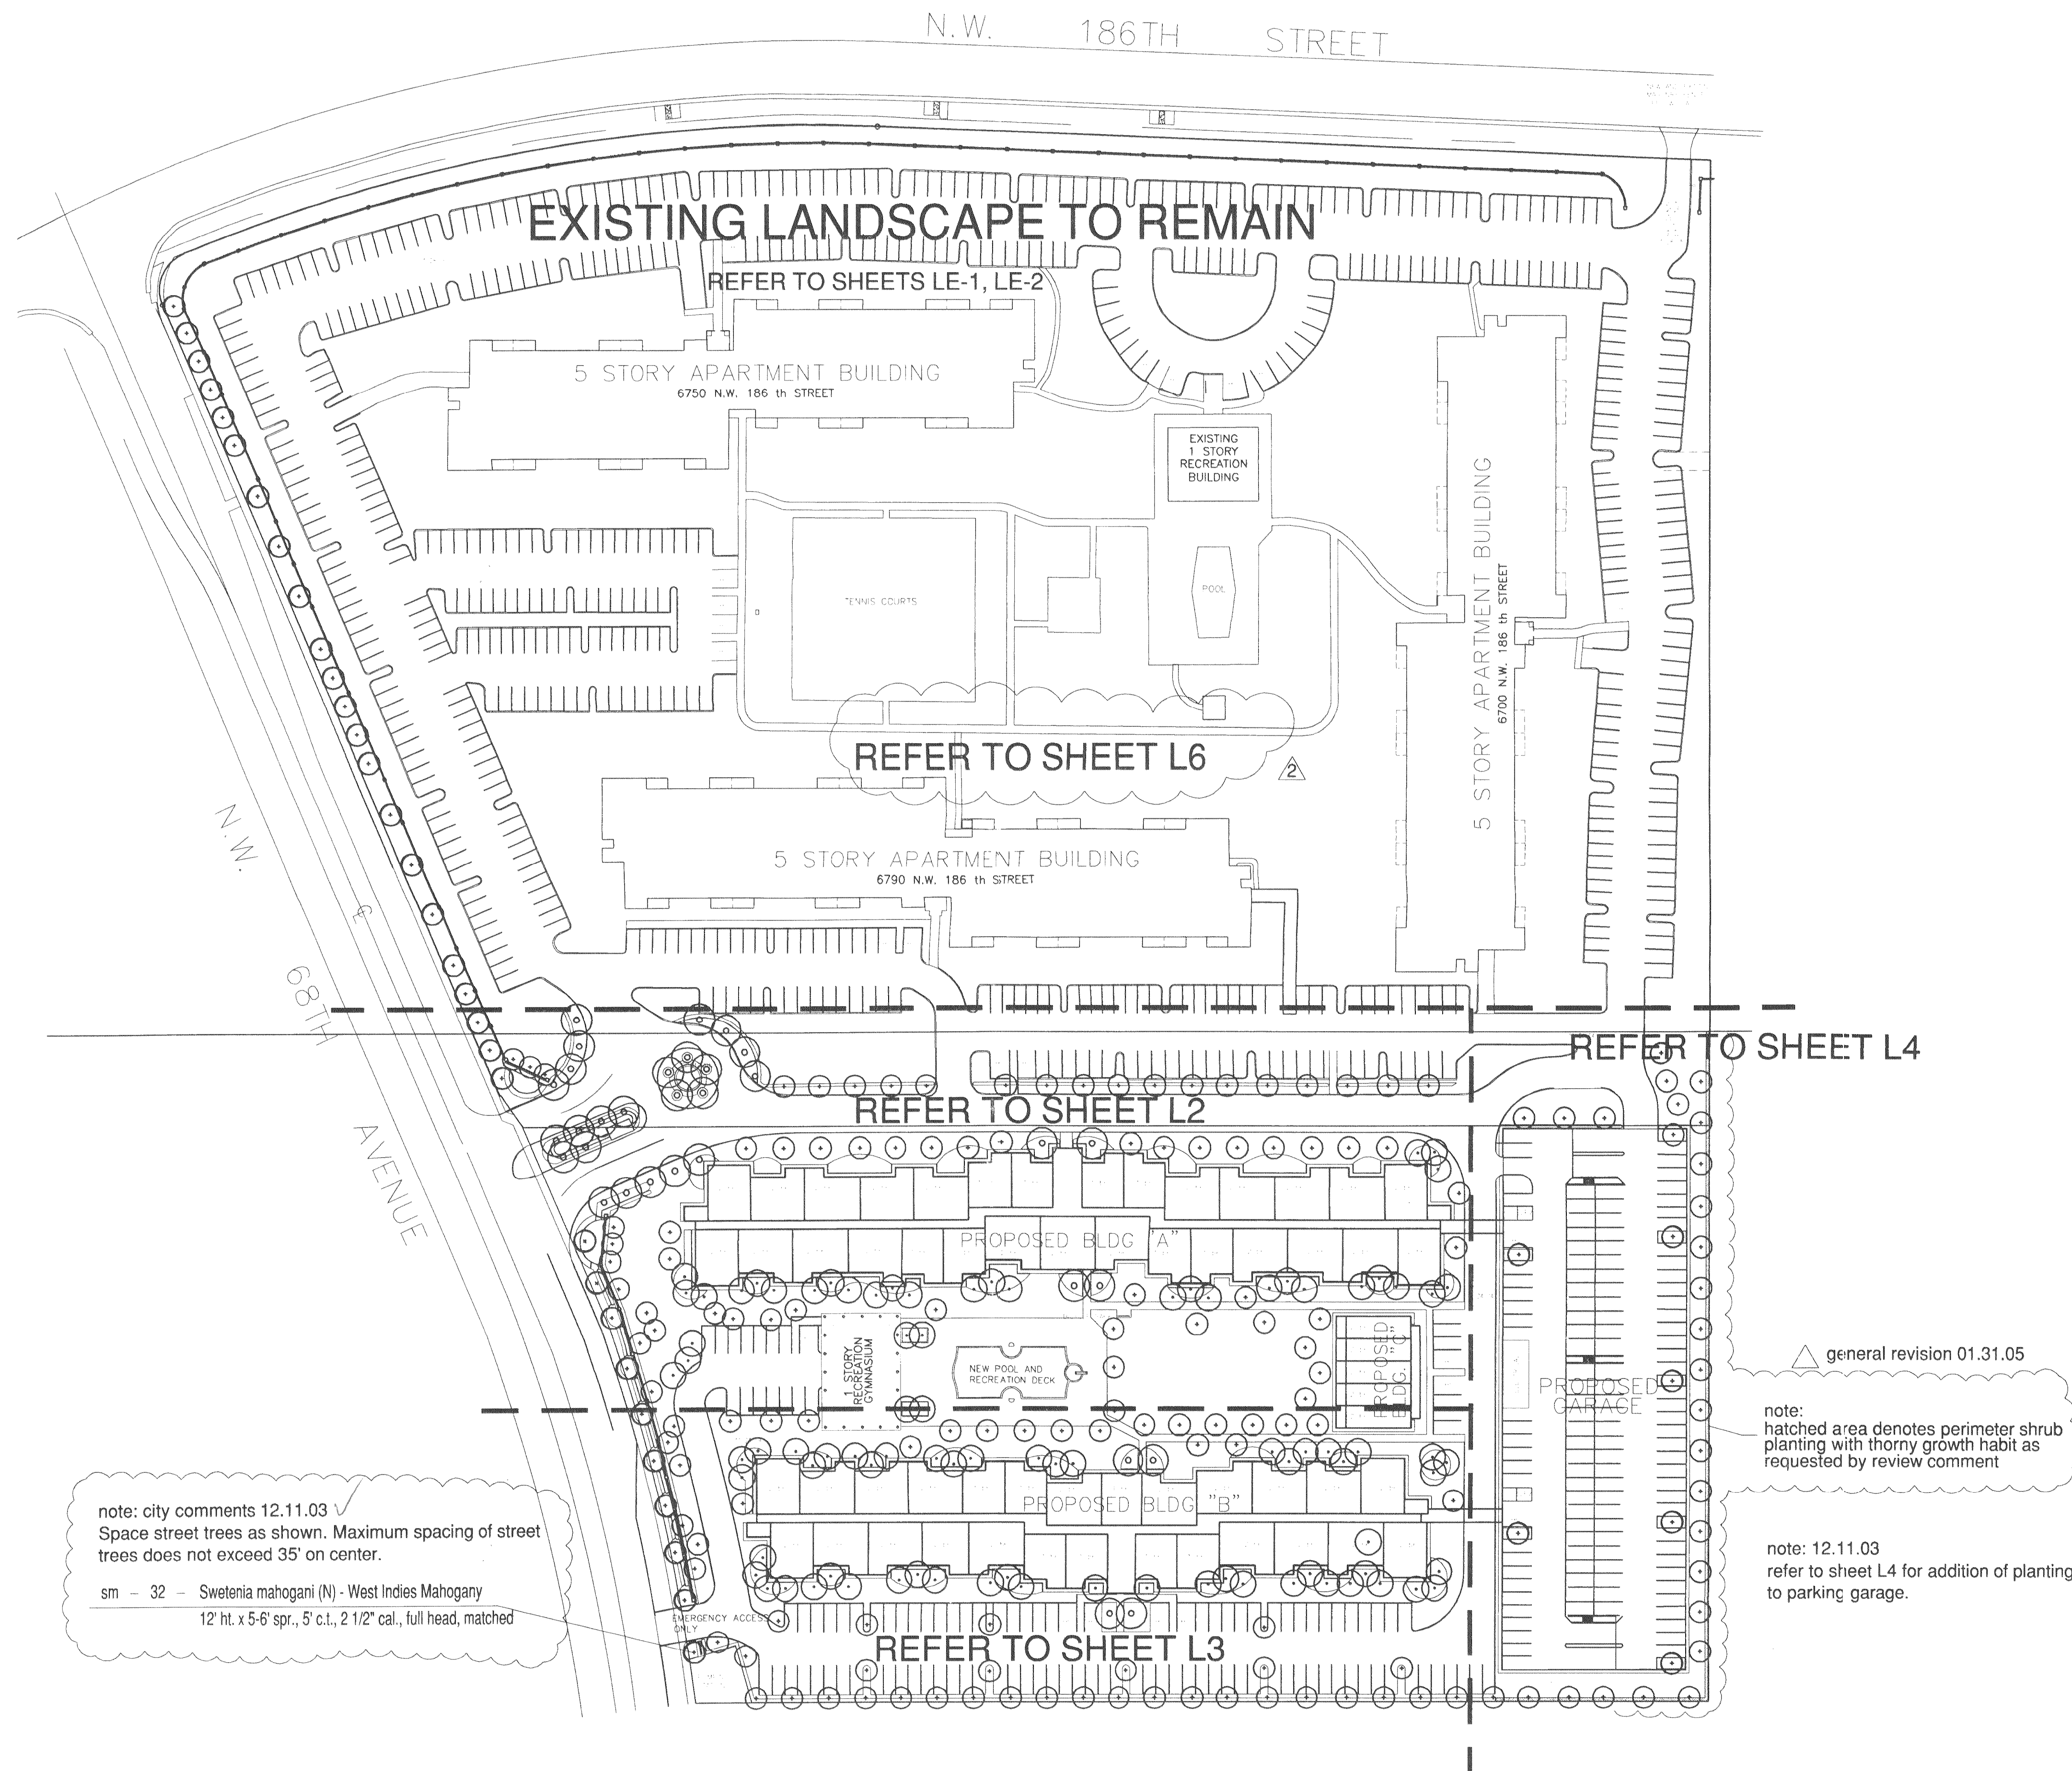 N.W. 186TH STREET
EXISTING LANDSCAPE TO REMAIN
REFER TO SHEETS LE-1, LE-2
5 STORY APARTMENT BUILDING
6750 N.W. 186 th STREET
EXISTING
1 STORY
RECREATION
BUILDING
5 STORY APARTMENT BUILDING
6700 N.W. 186 th STREET
TENNIS COURTS
POOL
REFER TO SHEET L6
2
5 STORY APARTMENT BUILDING
6790 N.W. 186 th STREET
N.W. 68TH AVENUE
REFER TO SHEET L4
REFER TO SHEET L2
PROPOSED BLDG "A"
1 STORY
RECREATION
GYMNASIUM
NEW POOL AND
RECREATION DECK
PROPOSED
BLDG. "C"
PROPOSED
GARAGE
general revision 01.31.05
note:
hatched area denotes perimeter shrub
planting with thorny growth habit as
requested by review comment
PROPOSED BLDG "B"
note: city comments 12.11.03
Space street trees as shown. Maximum spacing of street
trees does not exceed 35' on center.
sm – 32 – Swetenia mahogani (N) - West Indies Mahogany
12' ht. x 5-6' spr., 5' c.t., 2 1/2" cal., full head, matched
note: 12.11.03
refer to sheet L4 for addition of planting
to parking garage.
EMERGENCY ACCESS
ONLY
REFER TO SHEET L3